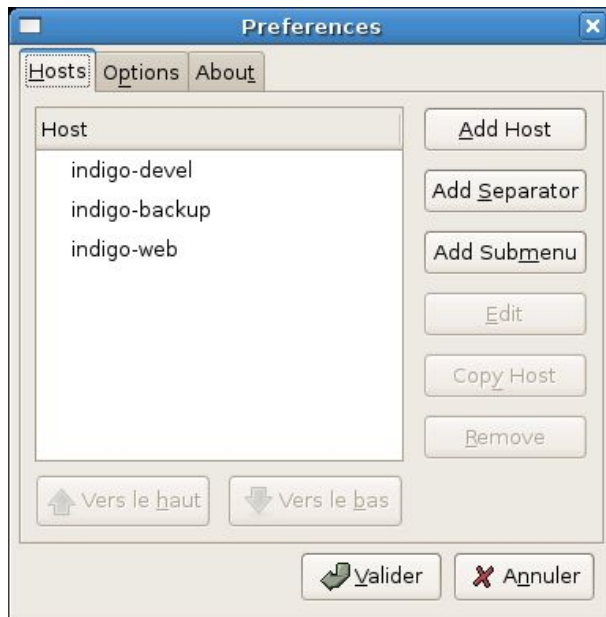 Preferences
Hosts Options About
Host
indigo-devel
indigo-backup
indigo-web
Add Host
Add Separator
Add Submenu
Edit
Copy Host
Remove
Vers le haut Vers le bas
Valider Annuler